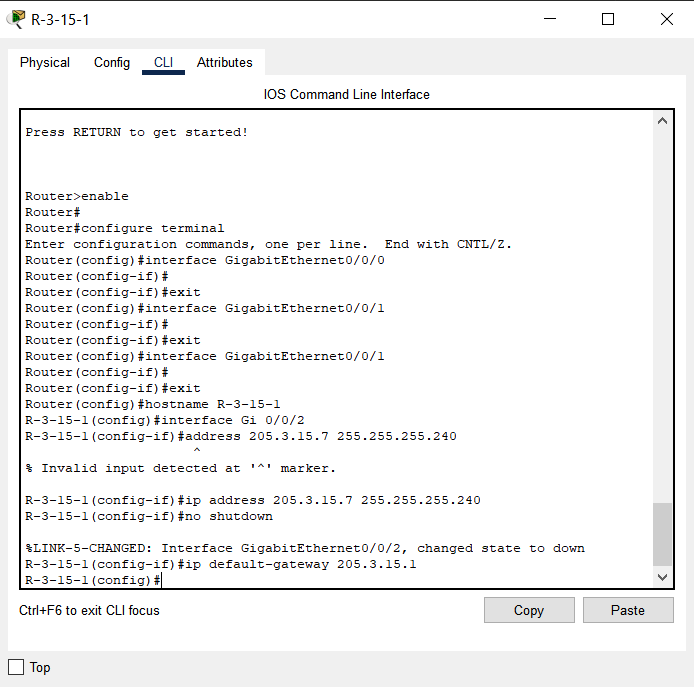 R-3-15-1
Physical Config CLI Attributes
IOS Command Line Interface
Press RETURN to get started!
Router>enable
Router#
Router#configure terminal
Enter configuration commands, one per line.  End with CNTL/Z.
Router(config)#interface GigabitEthernet0/0/0
Router(config-if)#
Router(config-if)#exit
Router(config)#interface GigabitEthernet0/0/1
Router(config-if)#
Router(config-if)#exit
Router(config)#interface GigabitEthernet0/0/1
Router(config-if)#
Router(config-if)#exit
Router(config)#hostname R-3-15-1
R-3-15-1(config)#interface Gi 0/0/2
R-3-15-1(config-if)#address 205.3.15.7 255.255.255.240
^
% Invalid input detected at '^' marker.
R-3-15-1(config-if)#ip address 205.3.15.7 255.255.255.240
R-3-15-1(config-if)#no shutdown
%LINK-5-CHANGED: Interface GigabitEthernet0/0/2, changed state to down
R-3-15-1(config-if)#ip default-gateway 205.3.15.1
R-3-15-1(config)#
Ctrl+F6 to exit CLI focus
Copy Paste
Top